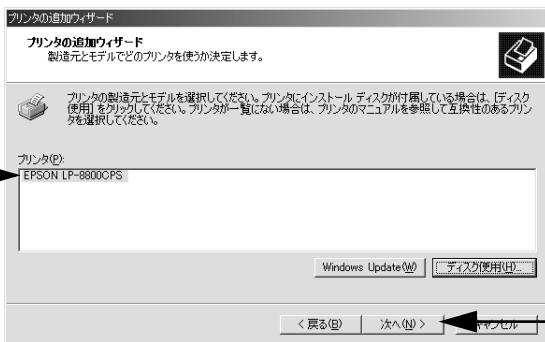 プリンタの追加ウィザード
プリンタの追加ウィザード
製造元とモデルでどのプリンタを使うか決定します。
プリンタの製造元とモデルを選択してください。プリンタにインストール ディスクが付属している場合は、[ディスク
使用] をクリックしてください。プリンタが一覧にない場合は、プリンタのマニュアルを参照して互換性のあるプリン
タを選択してください。
プリンタ(P):
EPSON LP-8800CPS
Windows Update(W) ディスク使用(H)...
< 戻る(B) 次へ(N) > キャンセル